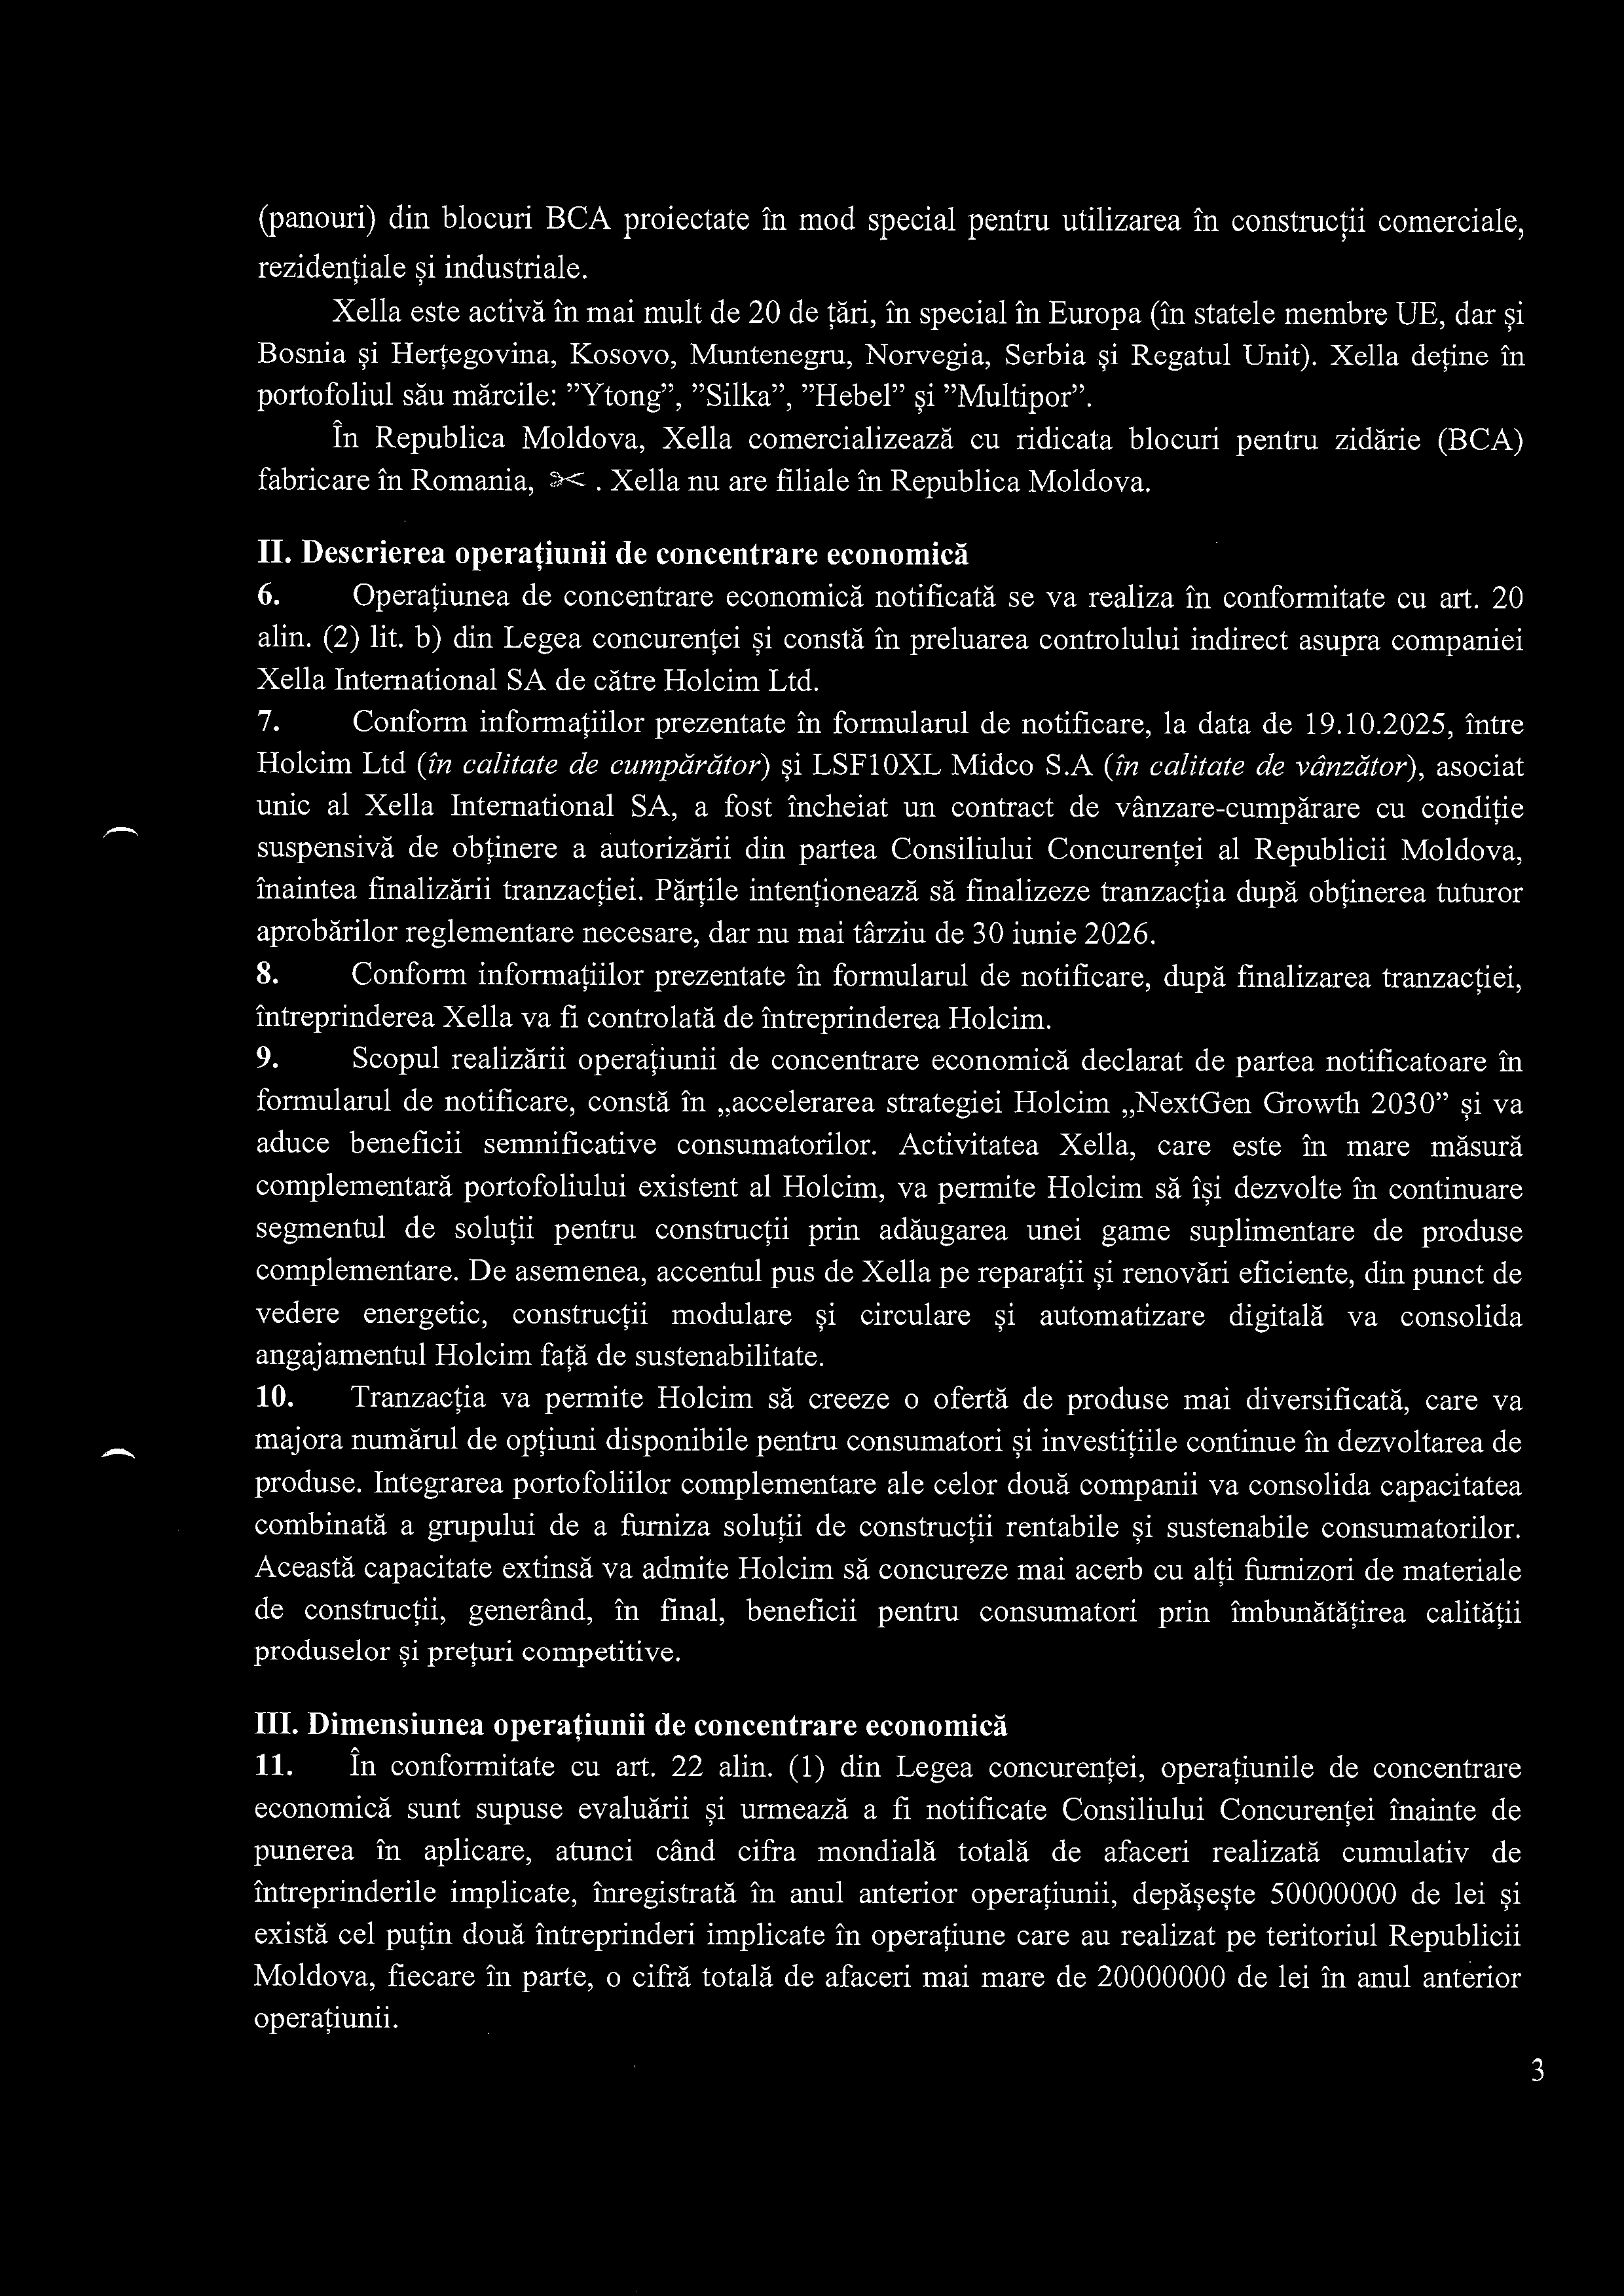 (panouri) din blocuri BCA proiectate în mod special pentru utilizarea în construcții comerciale,
rezidențiale și industriale.
Xella este activă în mai mult de 20 de țări, în special în Europa (în statele membre UE, dar și
Bosnia și Herțegovina, Kosovo, Muntenegru, Norvegia, Serbia și Regatul Unit). Xella deține în
portofoliul său mărcile: ”Ytong”, ”Silka”, ”Hebel” și ”Multipor”.
În Republica Moldova, Xella comercializează cu ridicata blocuri pentru zidărie (BCA)
fabricare în Romania, ✂ . Xella nu are filiale în Republica Moldova.
II. Descrierea operațiunii de concentrare economică
6. Operațiunea de concentrare economică notificată se va realiza în conformitate cu art. 20
alin. (2) lit. b) din Legea concurenței și constă în preluarea controlului indirect asupra companiei
Xella International SA de către Holcim Ltd.
7. Conform informațiilor prezentate în formularul de notificare, la data de 19.10.2025, între
Holcim Ltd (în calitate de cumpărător) și LSF10XL Midco S.A (în calitate de vânzător), asociat
unic al Xella International SA, a fost încheiat un contract de vânzare-cumpărare cu condiție
suspensivă de obținere a autorizării din partea Consiliului Concurenței al Republicii Moldova,
înaintea finalizării tranzacției. Părțile intenționează să finalizeze tranzacția după obținerea tuturor
aprobărilor reglementare necesare, dar nu mai târziu de 30 iunie 2026.
8. Conform informațiilor prezentate în formularul de notificare, după finalizarea tranzacției,
întreprinderea Xella va fi controlată de întreprinderea Holcim.
9. Scopul realizării operațiunii de concentrare economică declarat de partea notificatoare în
formularul de notificare, constă în „accelerarea strategiei Holcim „NextGen Growth 2030” și va
aduce beneficii semnificative consumatorilor. Activitatea Xella, care este în mare măsură
complementară portofoliului existent al Holcim, va permite Holcim să își dezvolte în continuare
segmentul de soluții pentru construcții prin adăugarea unei game suplimentare de produse
complementare. De asemenea, accentul pus de Xella pe reparații și renovări eficiente, din punct de
vedere energetic, construcții modulare și circulare și automatizare digitală va consolida
angajamentul Holcim față de sustenabilitate.
10. Tranzacția va permite Holcim să creeze o ofertă de produse mai diversificată, care va
majora numărul de opțiuni disponibile pentru consumatori și investițiile continue în dezvoltarea de
produse. Integrarea portofoliilor complementare ale celor două companii va consolida capacitatea
combinată a grupului de a furniza soluții de construcții rentabile și sustenabile consumatorilor.
Această capacitate extinsă va admite Holcim să concureze mai acerb cu alți furnizori de materiale
de construcții, generând, în final, beneficii pentru consumatori prin îmbunătățirea calității
produselor și prețuri competitive.
III. Dimensiunea operațiunii de concentrare economică
11. În conformitate cu art. 22 alin. (1) din Legea concurenței, operațiunile de concentrare
economică sunt supuse evaluării și urmează a fi notificate Consiliului Concurenței înainte de
punerea în aplicare, atunci când cifra mondială totală de afaceri realizată cumulativ de
întreprinderile implicate, înregistrată în anul anterior operațiunii, depășește 50000000 de lei și
există cel puțin două întreprinderi implicate în operațiune care au realizat pe teritoriul Republicii
Moldova, fiecare în parte, o cifră totală de afaceri mai mare de 20000000 de lei în anul anterior
operațiunii.
3